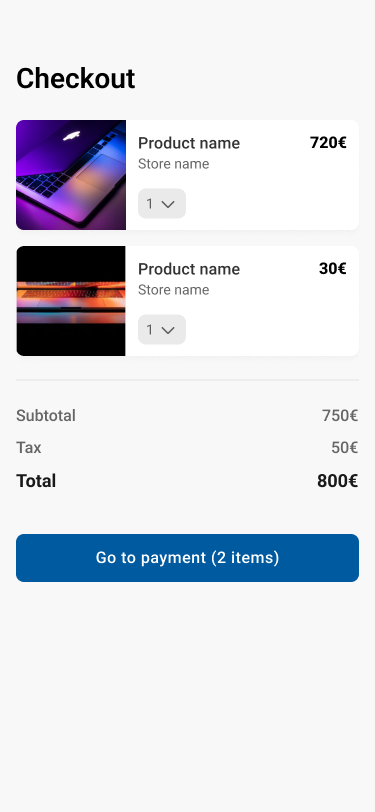 Checkout
Product name 720€
Store name
1
Product name 30€
Store name
1
Subtotal 750€
Tax 50€
Total 800€
Go to payment (2 items)